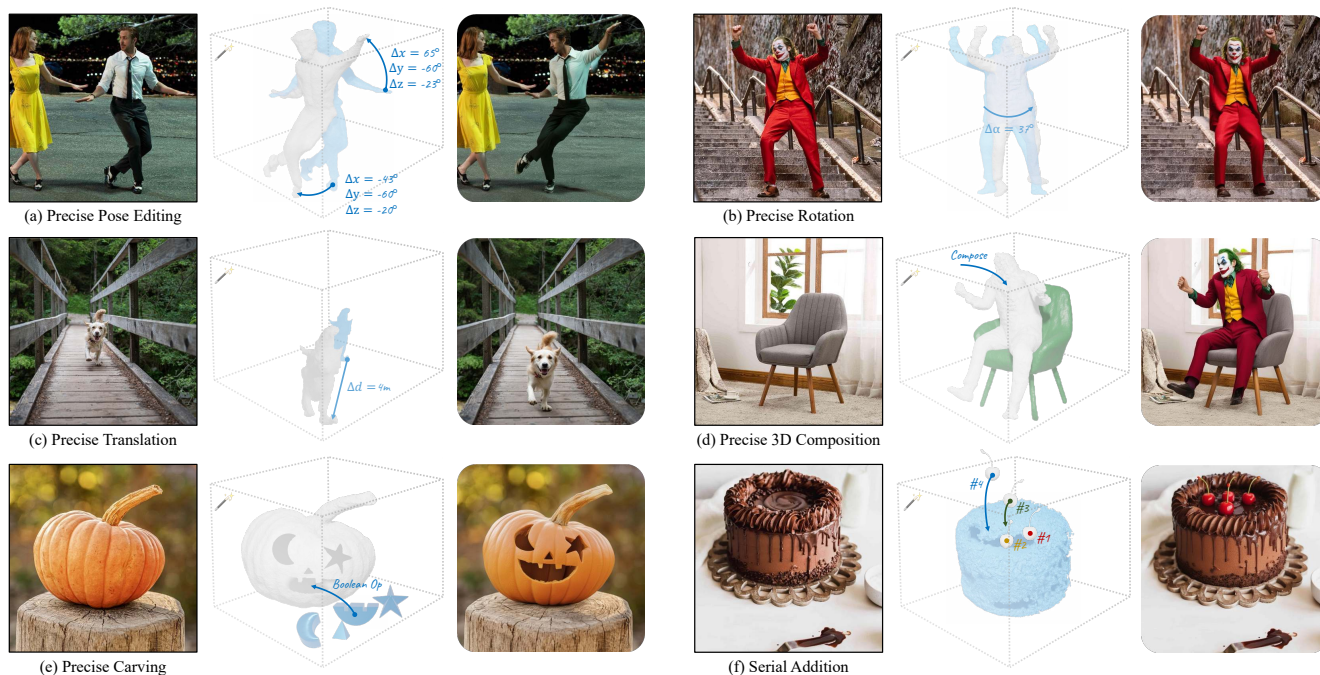 Δx = 65°
Δy = -60°
Δz = -23°
Δx = -43°
Δy = -60°
Δz = -20°
(a) Precise Pose Editing
Δα = 37°
(b) Precise Rotation
Δd = 4m
(c) Precise Translation
Compose
(d) Precise 3D Composition
Boolean Op
(e) Precise Carving
#4
#3
#2
#1
(f) Serial Addition